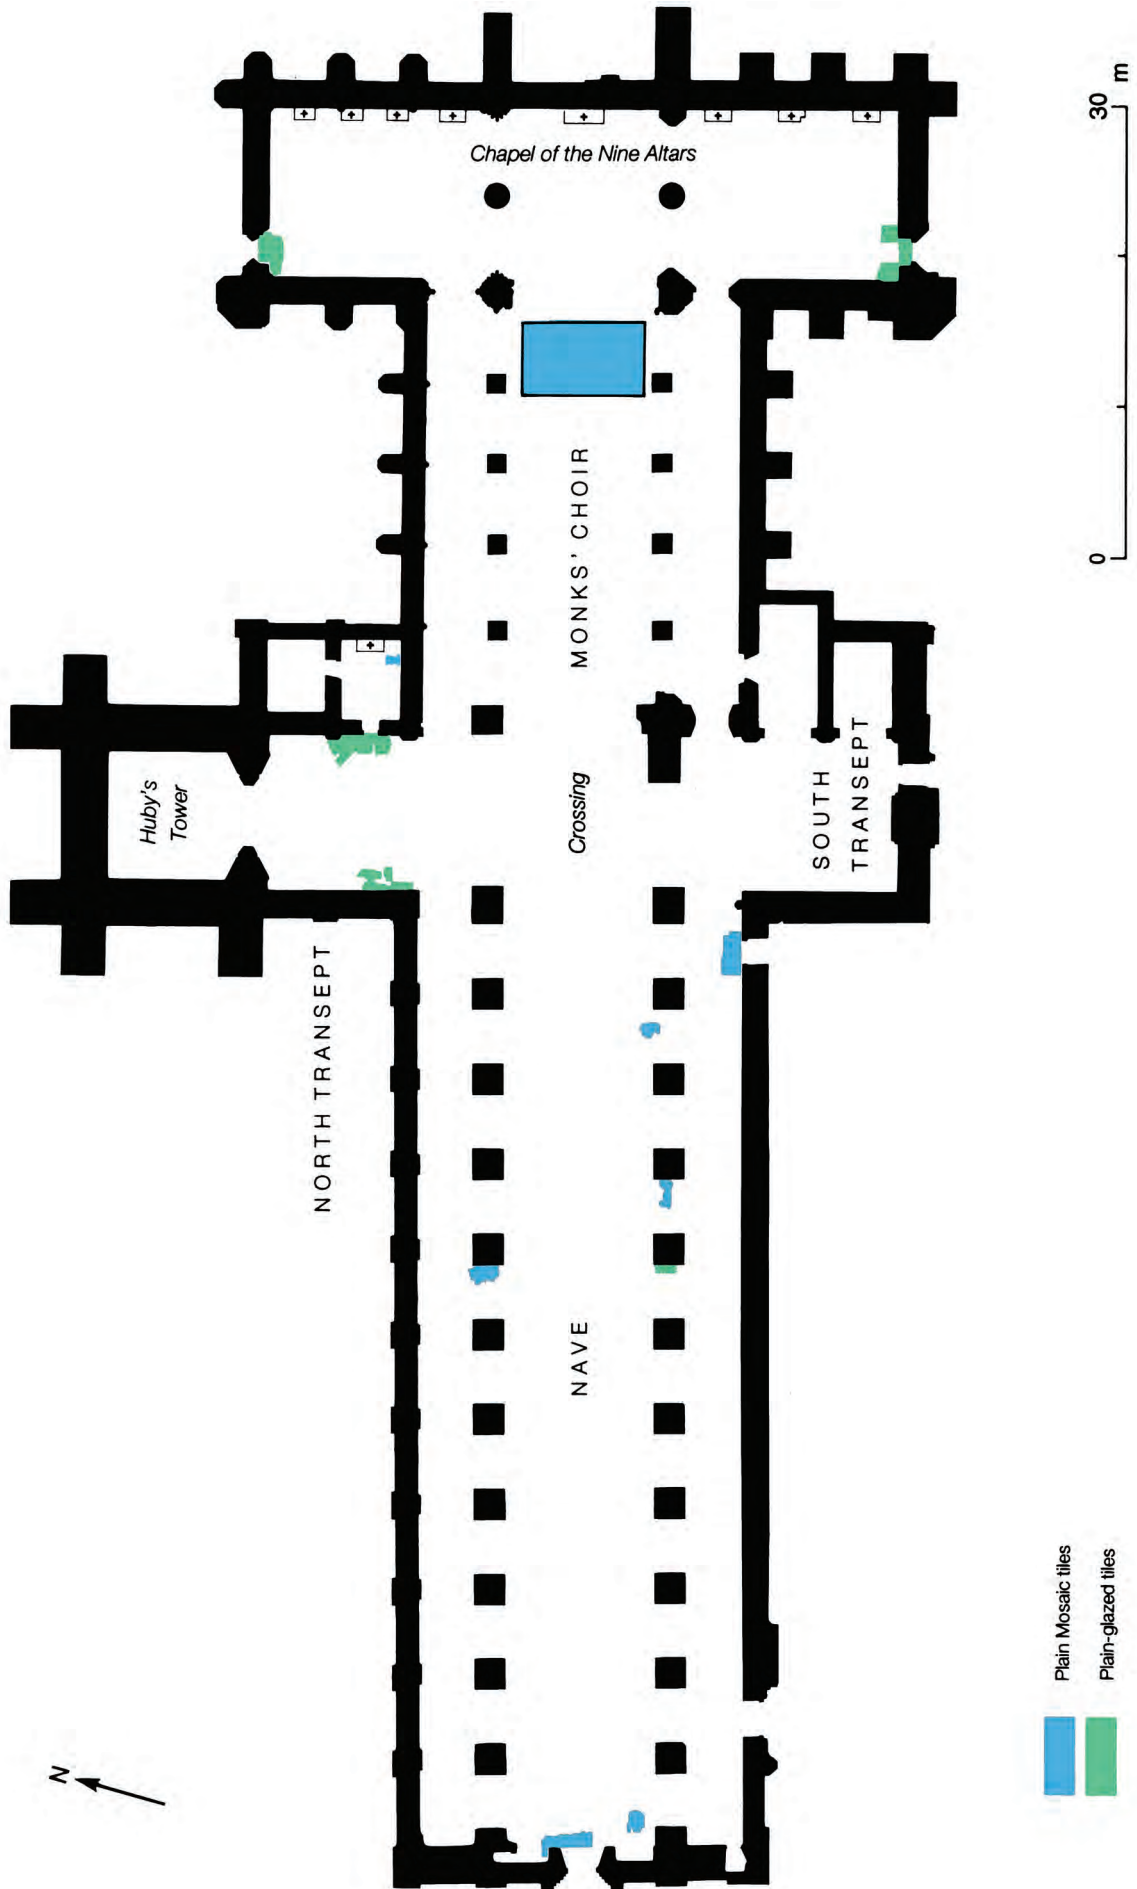 Chapel of the Nine Altars
MONKS' CHOIR
Huby's
Tower
Crossing
SOUTH
TRANSEPT
NORTH TRANSEPT
NAVE
0 30 m
N
Plain Mosaic tiles
Plain-glazed tiles